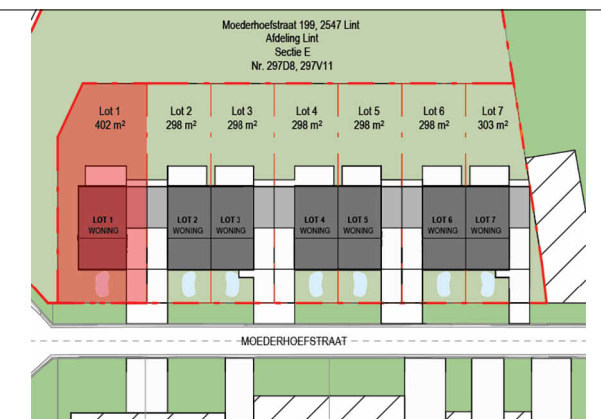 Moederhoefstraat 199, 2547 Lint
Afdeling Lint
Sectie E
Nr. 297D8, 297V11
Lot 1
402 m²
Lot 2
298 m²
Lot 3
298 m²
Lot 4
298 m²
Lot 5
298 m²
Lot 6
298 m²
Lot 7
303 m²
LOT 1
WONING
LOT 2
WONING
LOT 3
WONING
LOT 4
WONING
LOT 5
WONING
LOT 6
WONING
LOT 7
WONING
MOEDERHOEFSTRAAT